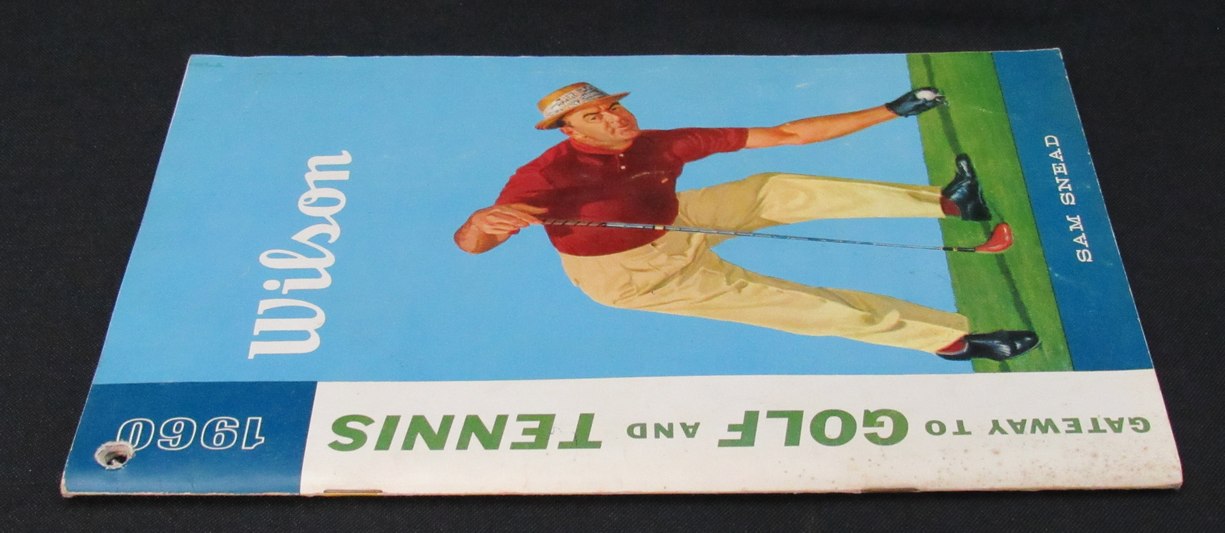 Wilson
SAM SNEAD
GATEWAY TO GOLF AND TENNIS
1960